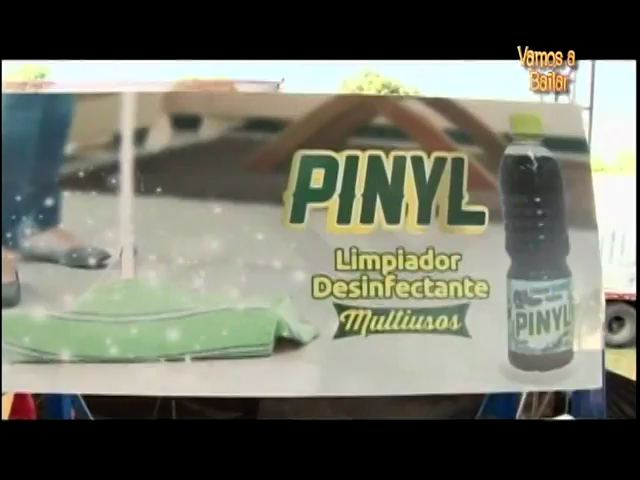 Vamos a
Bailar
PINYL
Limpiador
Desinfectante
Multiusos
PINYL